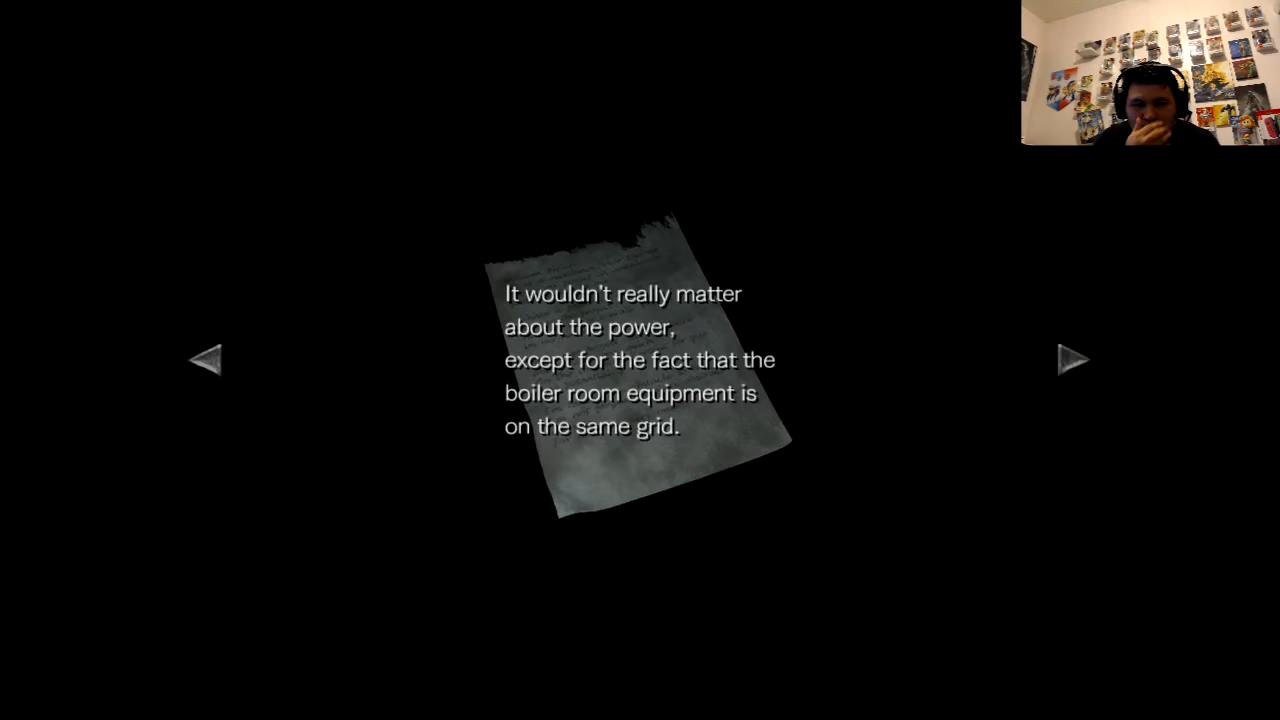 It wouldn't really matter
about the power,
except for the fact that the
boiler room equipment is
on the same grid.